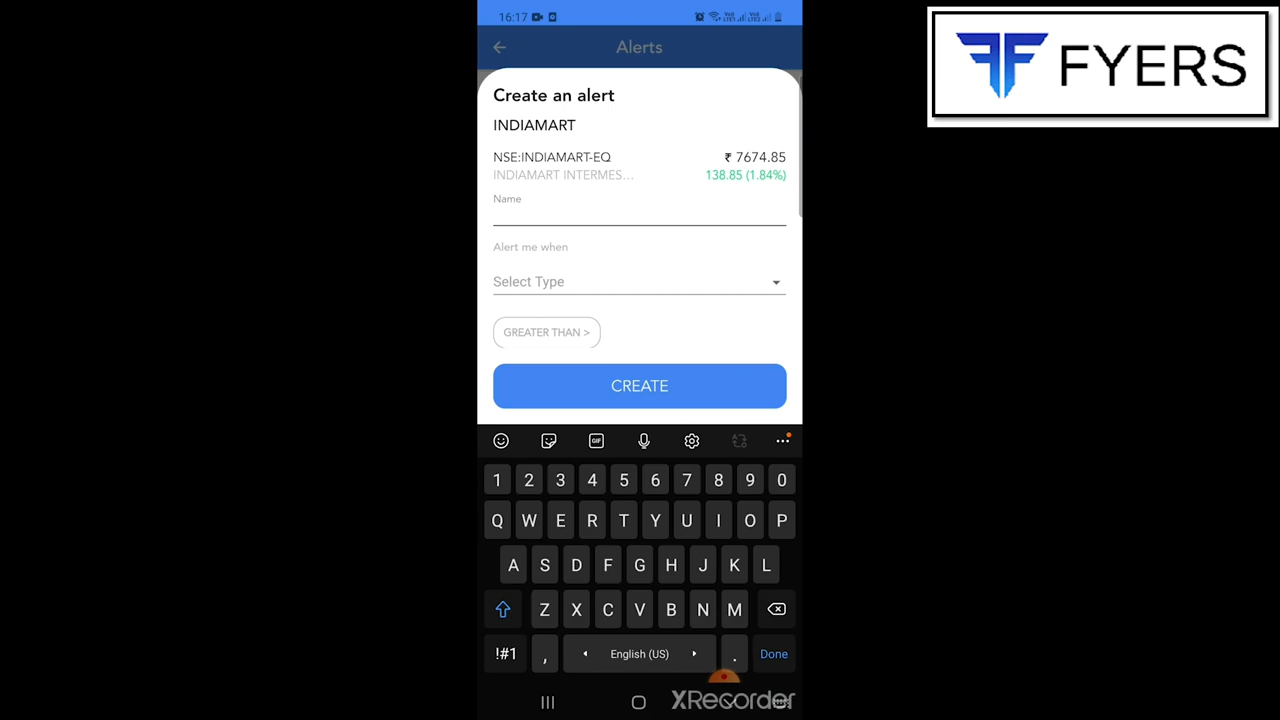 16:17
FYERS
Alerts
Create an alert
INDIAMART
NSE:INDIAMART-EQ ₹ 7674.85
INDIAMART INTERMES... 138.85 (1.84%)
Name
Alert me when
Select Type
GREATER THAN >
CREATE
GIF
1 2 3 4 5 6 7 8 9 0
Q W E R T Y U I O P
A S D F G H J K L
Z X C V B N M
!#1 , English (US) . Done
XRecorder